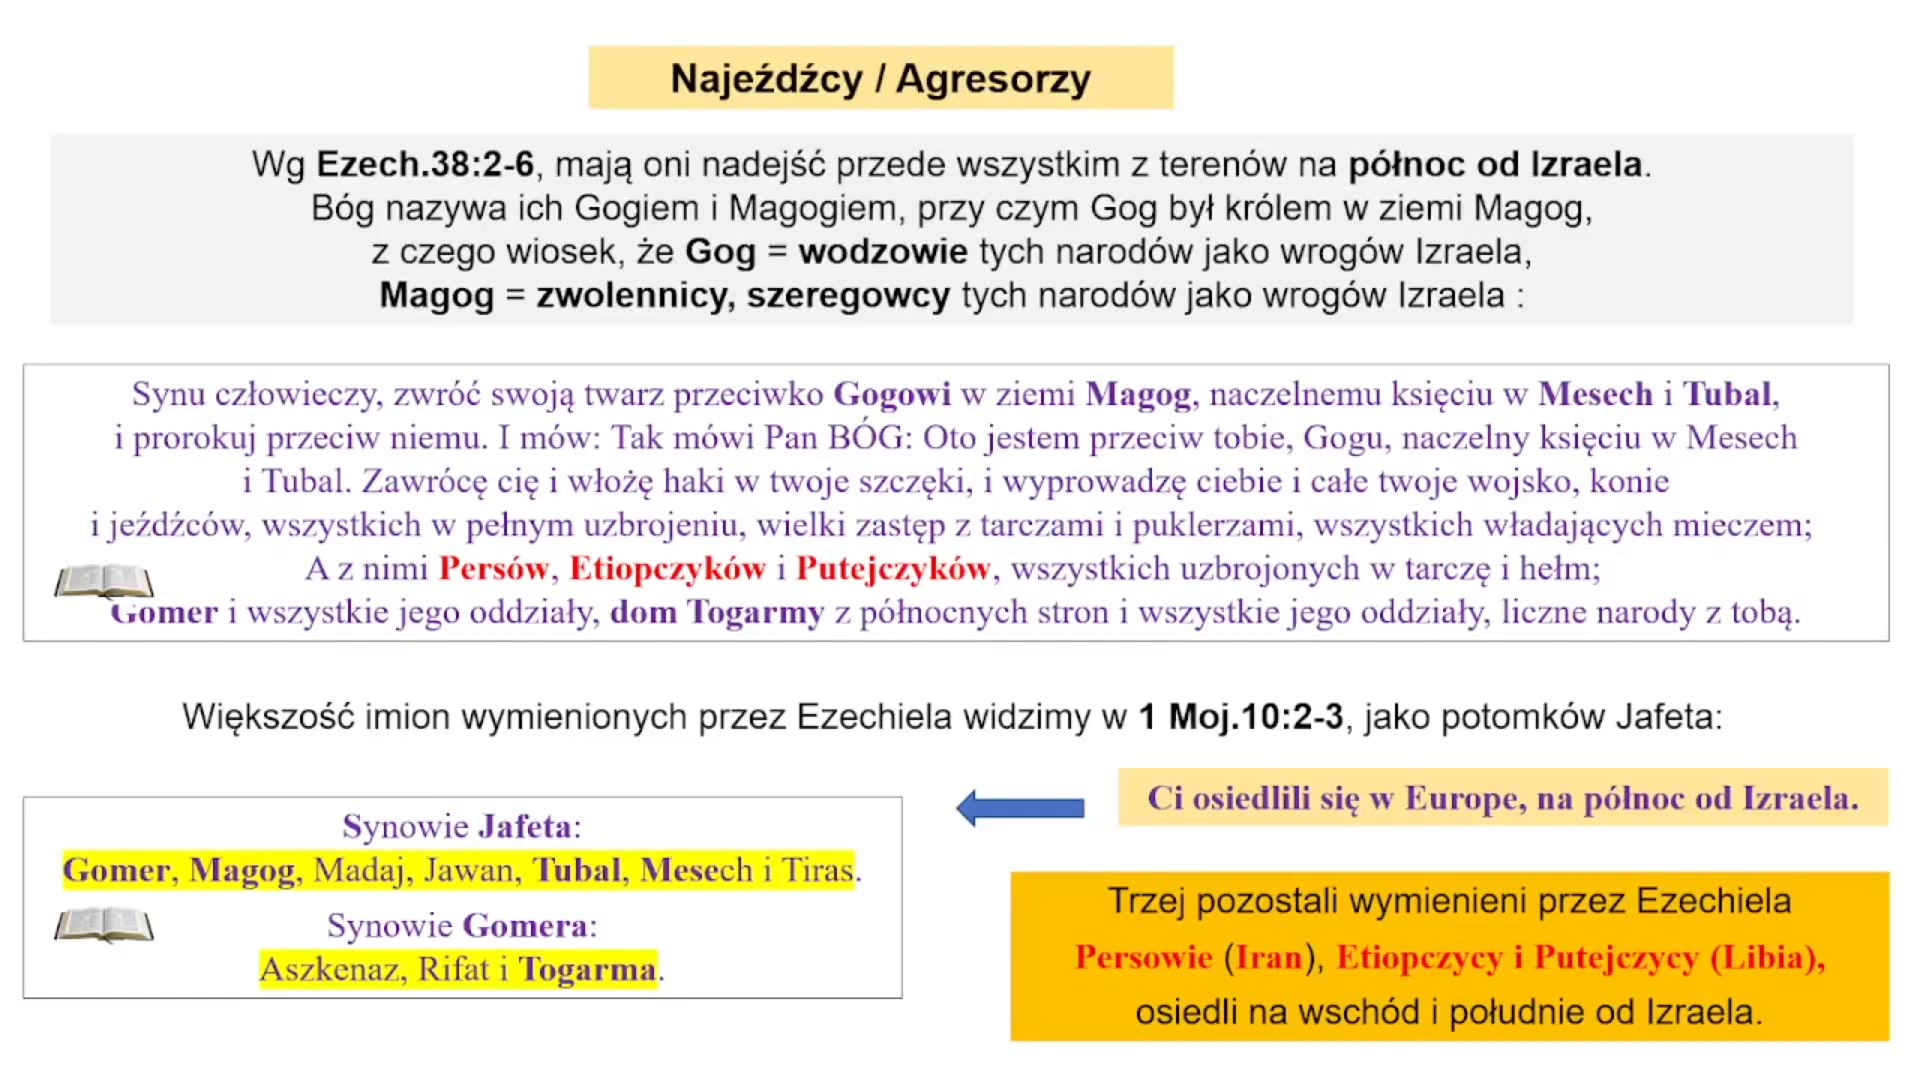 Najeźdźcy / Agresorzy
Wg Ezech.38:2-6, mają oni nadejść przede wszystkim z terenów na północ od Izraela.
Bóg nazywa ich Gogiem i Magogiem, przy czym Gog był królem w ziemi Magog,
z czego wiosek, że Gog = wodzowie tych narodów jako wrogów Izraela,
Magog = zwolennicy, szeregowcy tych narodów jako wrogów Izraela :
Synu człowieczy, zwróć swoją twarz przeciwko Gogowi w ziemi Magog, naczelnemu księciu w Mesech i Tubal,
i prorokuj przeciw niemu. I mów: Tak mówi Pan BÓG: Oto jestem przeciw tobie, Gogu, naczelny księciu w Mesech
i Tubal. Zawrócę cię i włożę haki w twoje szczęki, i wyprowadzę ciebie i całe twoje wojsko, konie
i jeźdźców, wszystkich w pełnym uzbrojeniu, wielki zastęp z tarczami i puklerzami, wszystkich władających mieczem;
A z nimi Persów, Etiopczyków i Putejczyków, wszystkich uzbrojonych w tarczę i hełm;
Gomer i wszystkie jego oddziały, dom Togarmy z północnych stron i wszystkie jego oddziały, liczne narody z tobą.
Większość imion wymienionych przez Ezechiela widzimy w 1 Moj.10:2-3, jako potomków Jafeta:
Synowie Jafeta:
Gomer, Magog, Madaj, Jawan, Tubal, Mesech i Tiras.
Synowie Gomera:
Aszkenaz, Rifat i Togarma.
Ci osiedlili się w Europe, na północ od Izraela.
Trzej pozostali wymienieni przez Ezechiela
Persowie (Iran), Etiopczycy i Putejczycy (Libia),
osiedli na wschód i południe od Izraela.